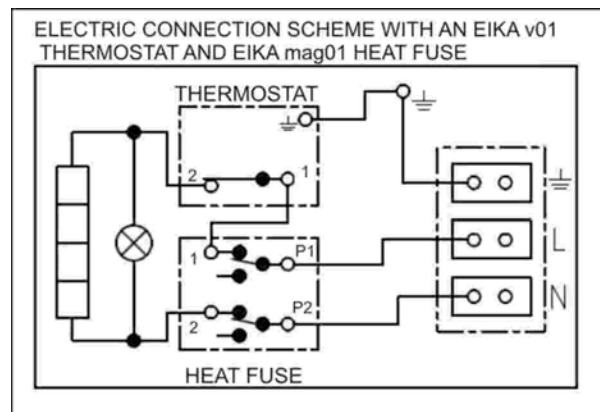 ELECTRIC CONNECTION SCHEME WITH AN EIKA v01
THERMOSTAT AND EIKA mag01 HEAT FUSE
THERMOSTAT
2
1
1
P1
L
2
P2
N
HEAT FUSE